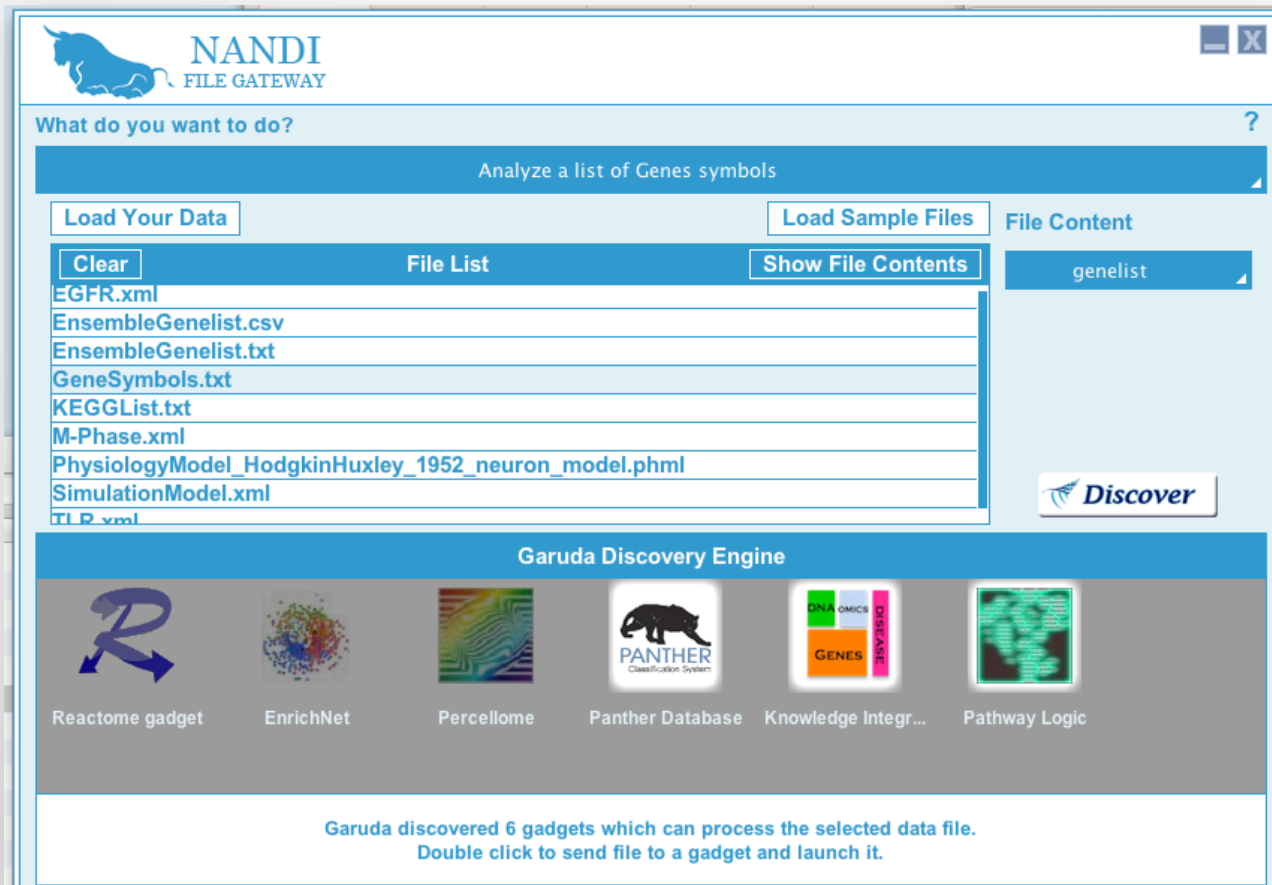 NANDI
FILE GATEWAY
X
What do you want to do?
?
Analyze a list of Genes symbols
Load Your Data
Load Sample Files
File Content
Clear
File List
Show File Contents
genelist
EGFR.xml
EnsembleGenelist.csv
EnsembleGenelist.txt
GeneSymbols.txt
KEGGList.txt
M-Phase.xml
PhysiologyModel_HodgkinHuxley_1952_neuron_model.phml
SimulationModel.xml
TLR.xml
Discover
Garuda Discovery Engine
R
PANTHER
Classification System
DNA
OMICS
DISEASE
GENES
Reactome gadget
EnrichNet
Percellome
Panther Database
Knowledge Integr...
Pathway Logic
Garuda discovered 6 gadgets which can process the selected data file.
Double click to send file to a gadget and launch it.